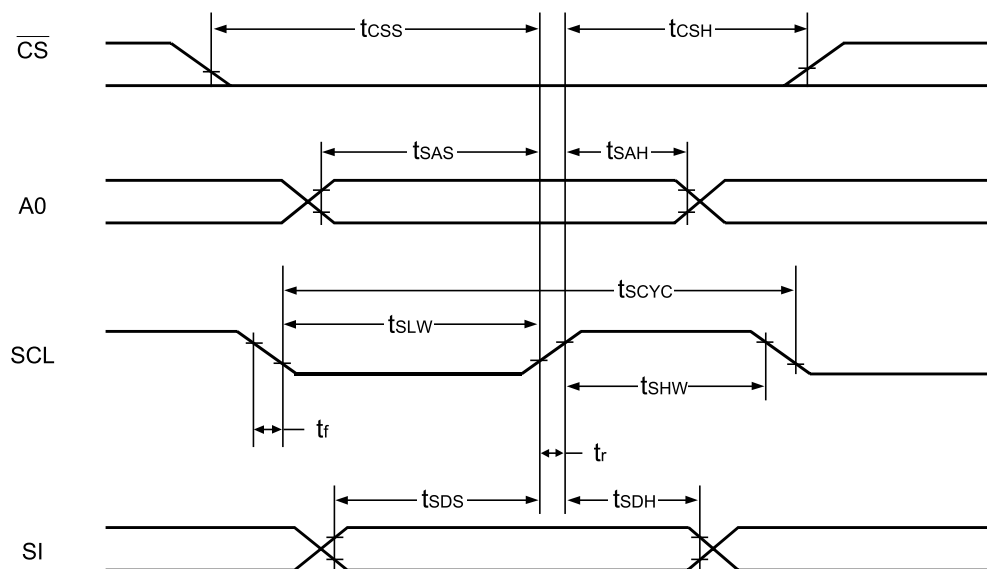 tCSS
tCSH
CS
tSAS
tSAH
A0
tSCYC
tSLW
SCL
tSHW
tf
tr
tSDS
tSDH
SI